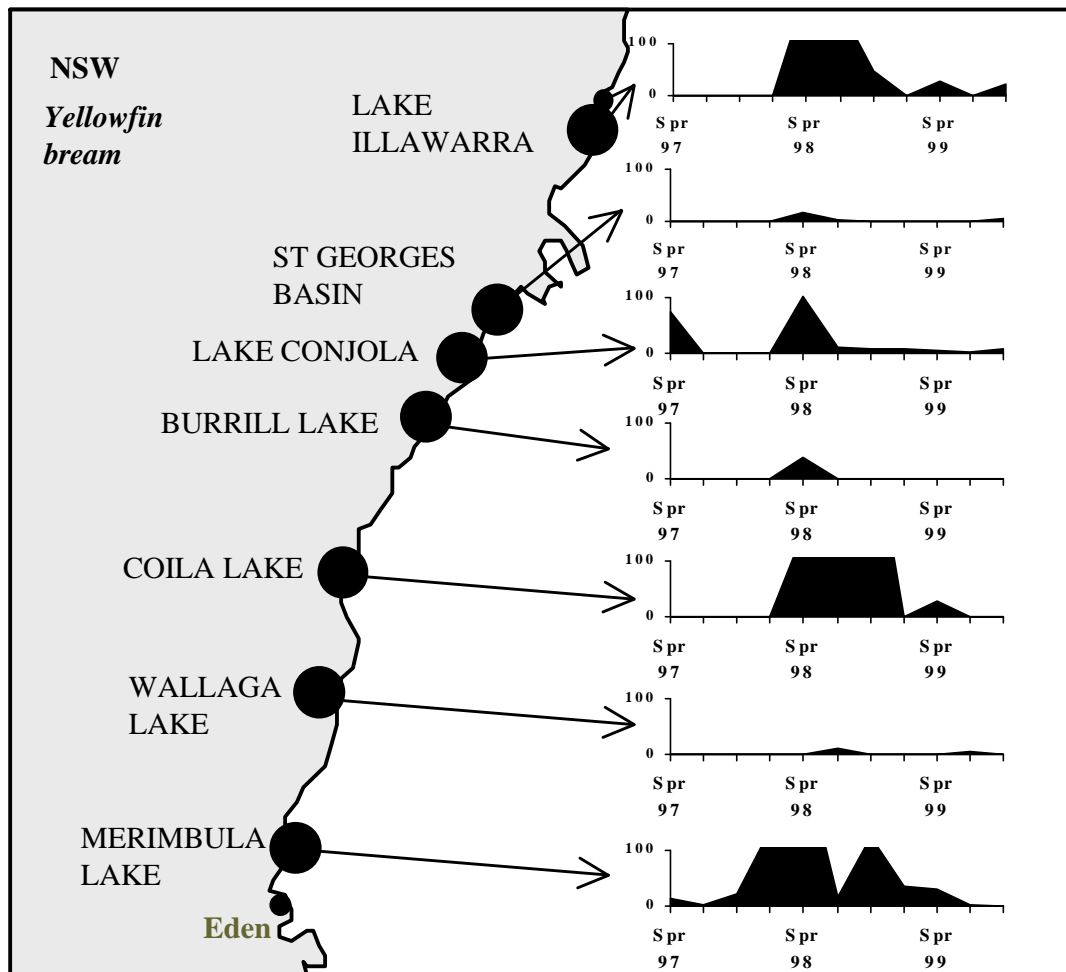 NSW
Yellowfin
bream
LAKE
ILLAWARRA
ST GEORGES
BASIN
LAKE CONJOLA
BURRILL LAKE
COILA LAKE
WALLAGA
LAKE
MERIMBULA
LAKE
Eden
100
0
Spr Spr Spr
97 98 99
100
0
Spr Spr Spr
97 98 99
100
0
Spr Spr Spr
97 98 99
100
0
Spr Spr Spr
97 98 99
100
0
Spr Spr Spr
97 98 99
100
0
Spr Spr Spr
97 98 99
100
0
Spr Spr Spr
97 98 99